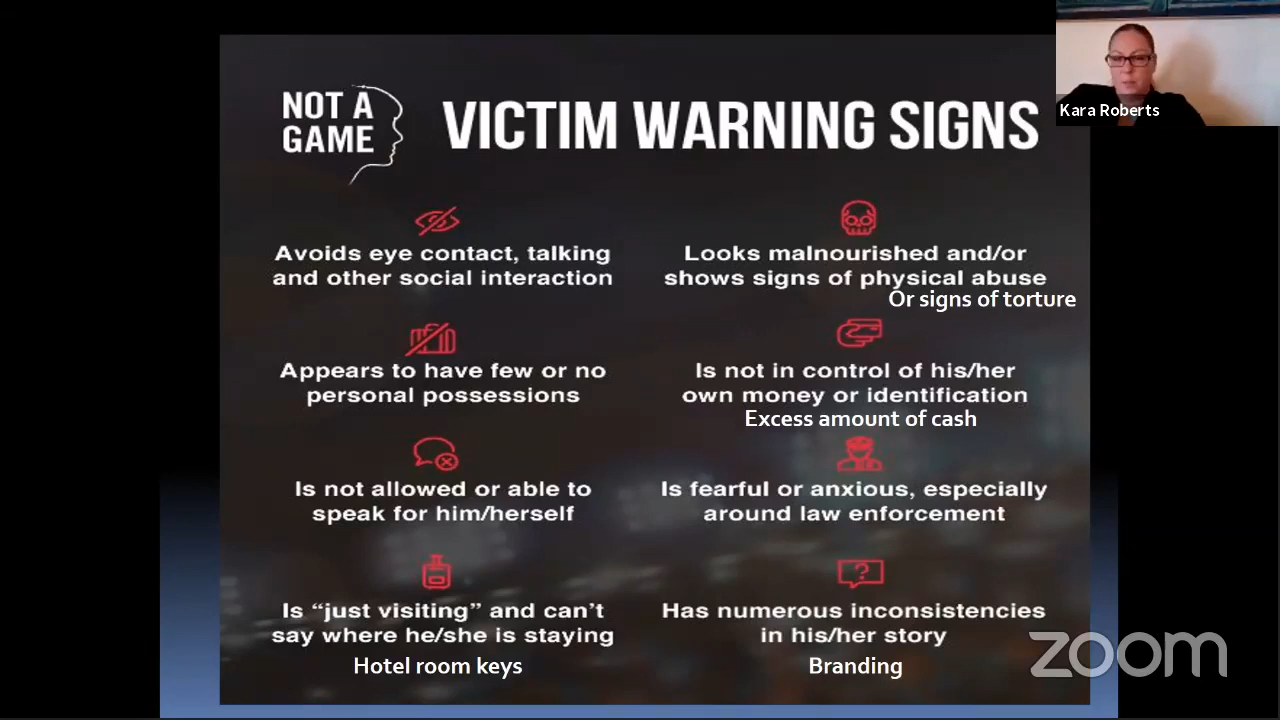 NOT A
GAME
VICTIM WARNING SIGNS
Kara Roberts
Avoids eye contact, talking
and other social interaction
Looks malnourished and/or
shows signs of physical abuse
Or signs of torture
Appears to have few or no
personal possessions
Is not in control of his/her
own money or identification
Excess amount of cash
Is not allowed or able to
speak for him/herself
Is fearful or anxious, especially
around law enforcement
Is “just visiting” and can’t
say where he/she is staying
Hotel room keys
?
Has numerous inconsistencies
in his/her story
Branding
zoom